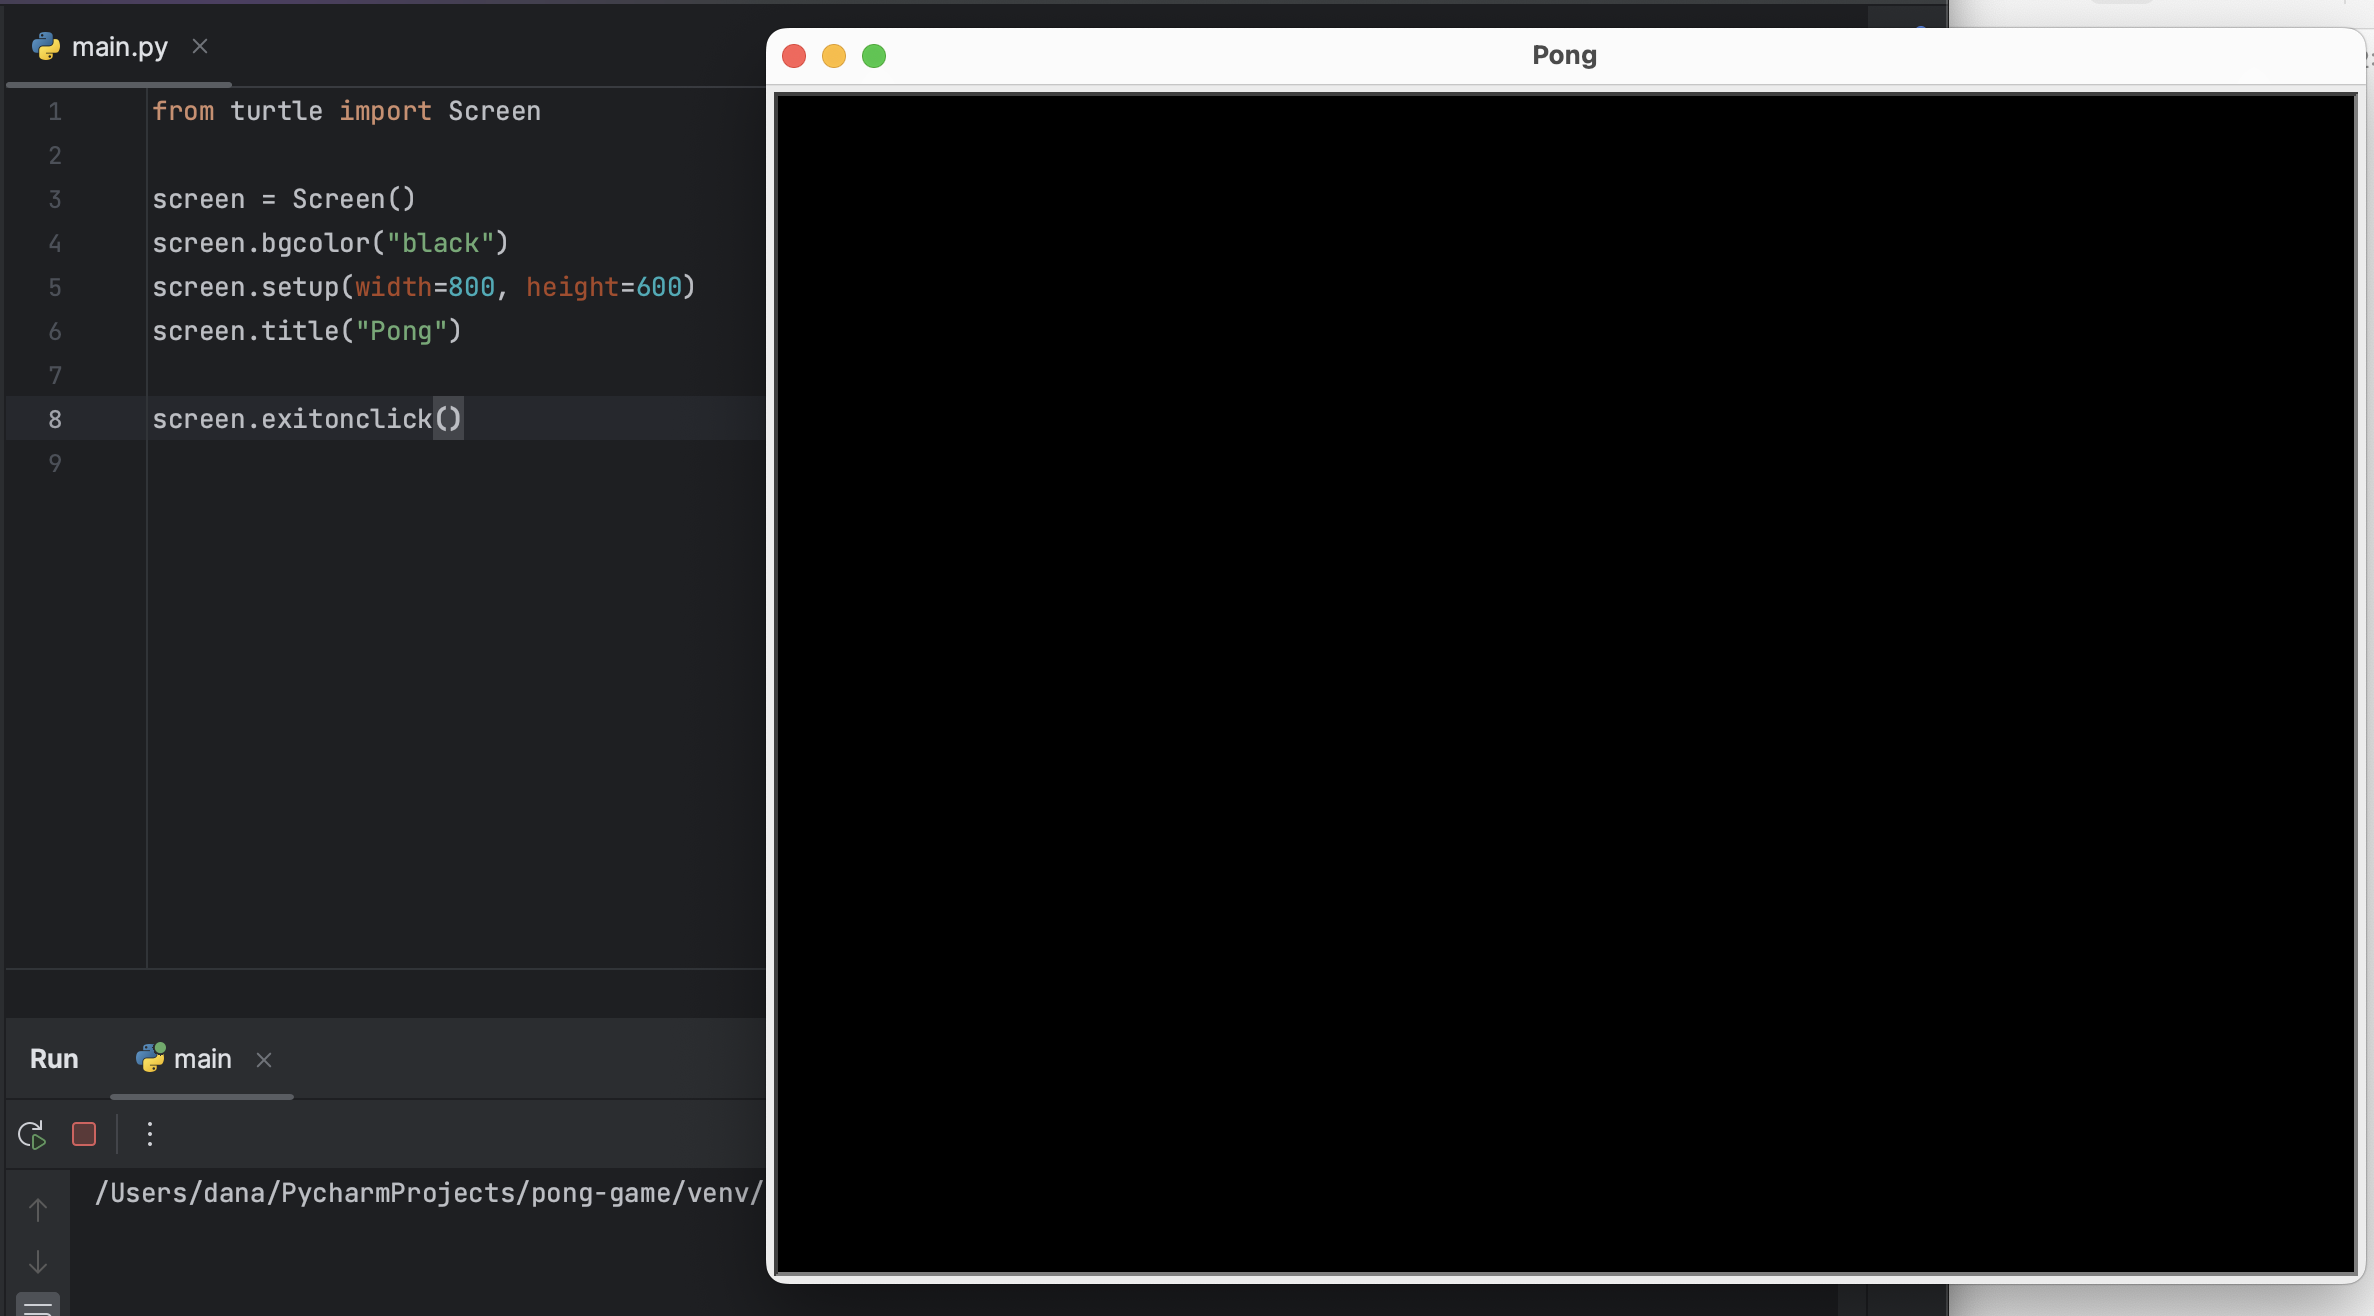 main.py
Pong
1 from turtle import Screen
2
3 screen = Screen()
4 screen.bgcolor("black")
5 screen.setup(width=800, height=600)
6 screen.title("Pong")
7
8 screen.exitonclick()
9
Run main
/Users/dana/PycharmProjects/pong-game/venv/